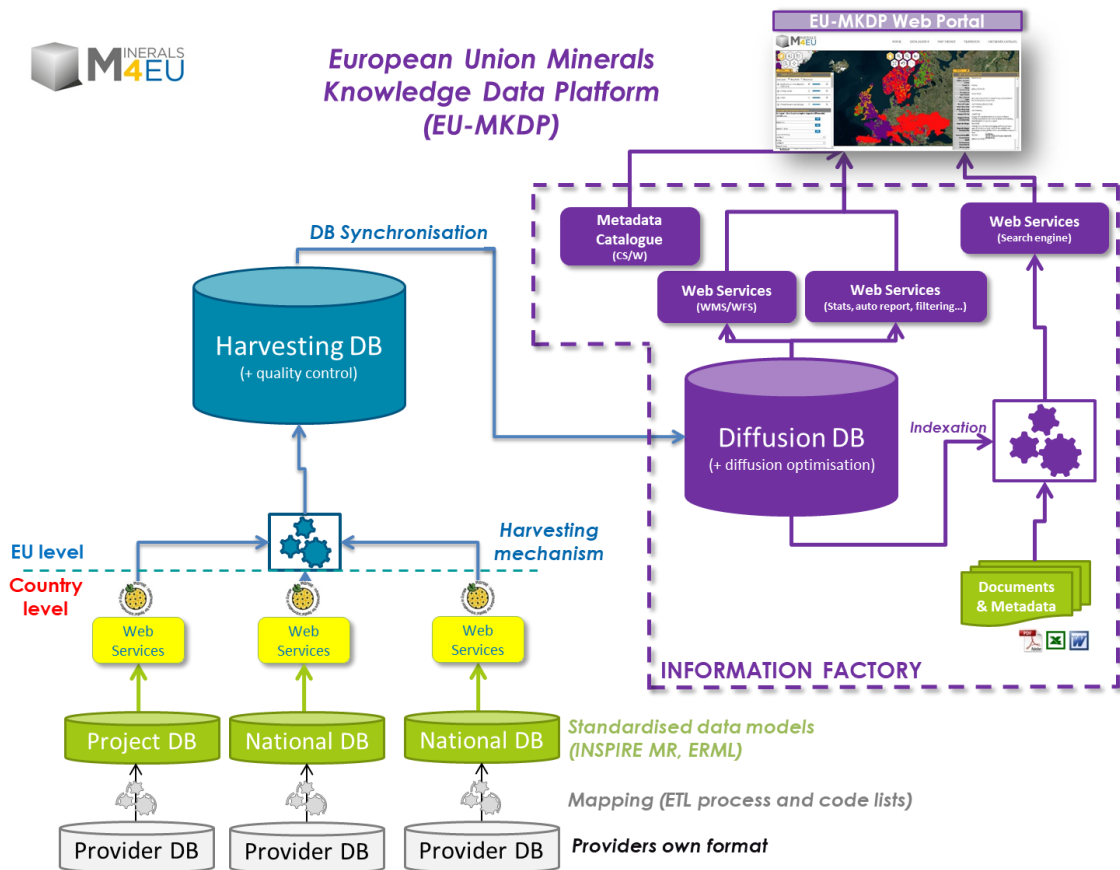 EU-MKDP Web Portal
MINERALS
M4EU
European Union Minerals
Knowledge Data Platform
(EU-MKDP)
MINERALS
M4EU
Metadata
Catalogue
(CS/W)
Web Services
(Search engine)
DB Synchronisation
Web Services
(WMS/WFS)
Web Services
(Stats, auto report, filtering...)
Harvesting DB
(+ quality control)
Diffusion DB
(+ diffusion optimisation)
Indexation
Harvesting
mechanism
EU level
Country
level
Documents
& Metadata
Web
Services
Web
Services
Web
Services
INFORMATION FACTORY
Project DB
National DB
National DB
Standardised data models
(INSPIRE MR, ERML)
Mapping (ETL process and code lists)
Provider DB
Provider DB
Provider DB
Providers own format